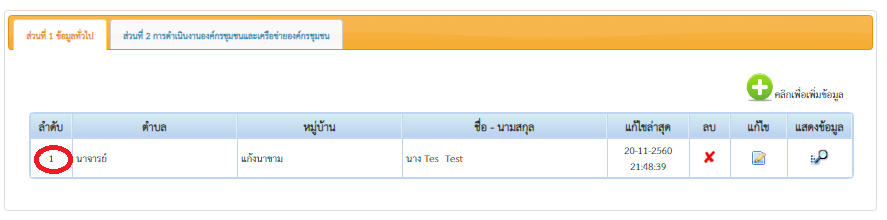 ส่วนที่ 1 ข้อมูลทั่วไป ส่วนที่ 2 การดำเนินงานองค์กรชุมชนและเครือข่ายองค์กรชุมชน
คลิกเพื่อเพิ่มข้อมูล
ลำดับ ตำบล หมู่บ้าน ชื่อ - นามสกุล แก้ไขล่าสุด ลบ แก้ไข แสดงข้อมูล
1 นาจารย์ แก้งนาขาม นาง Tes Test 20-11-2560
21:48:39